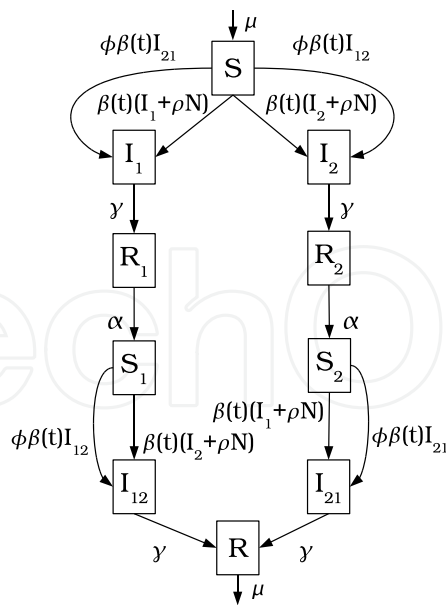 μ
ϕβ(t)I₂₁
S
ϕβ(t)I₁₂
β(t)(I₁+ρN)
β(t)(I₂+ρN)
I₁
I₂
γ
γ
R₁
R₂
α
α
S₁
S₂
β(t)(I₁+ρN)
ϕβ(t)I₁₂
β(t)(I₂+ρN)
ϕβ(t)I₂₁
I₁₂
I₂₁
γ
R
γ
μ
echO